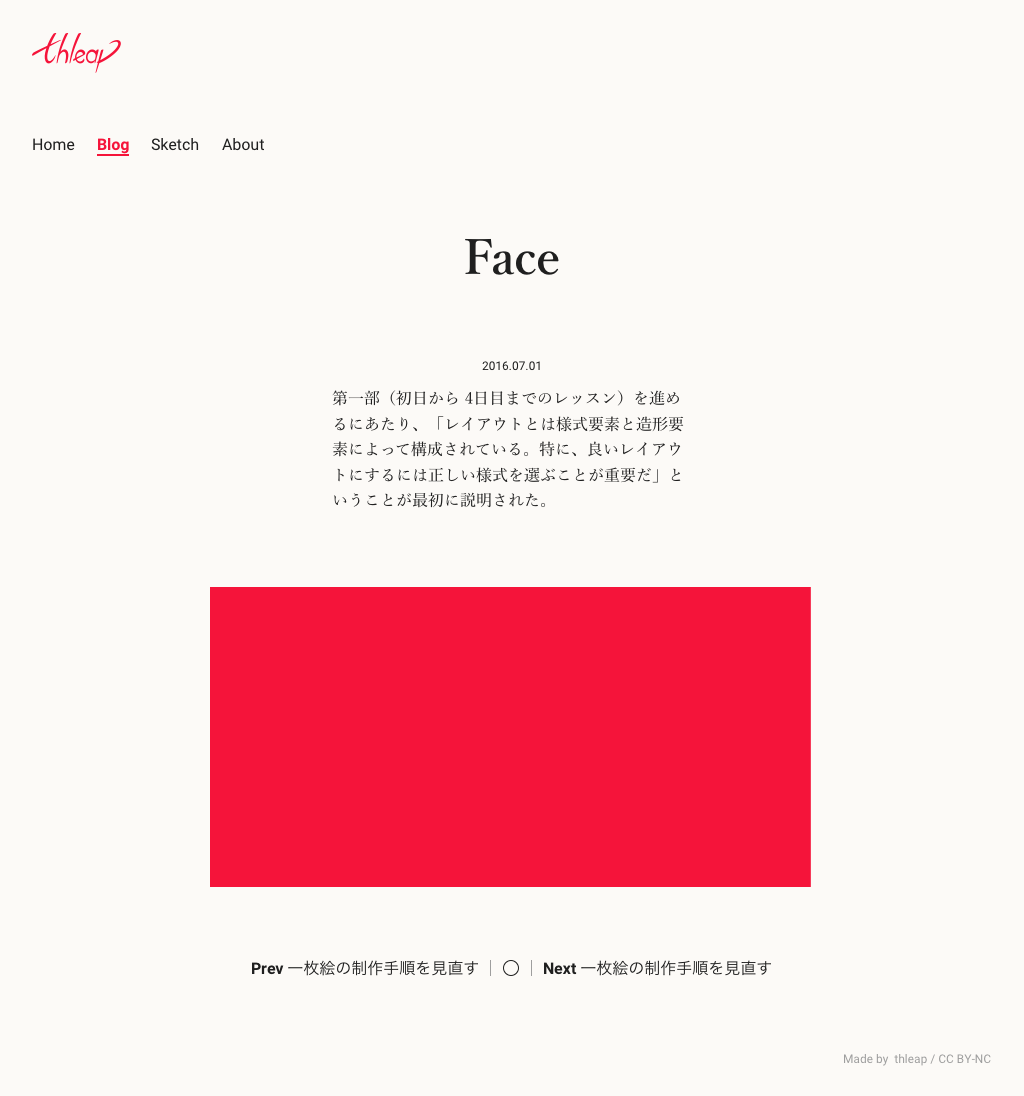 thleap
Home Blog Sketch About
Face
2016.07.01
第一部（初日から 4日目までのレッスン）を進め
るにあたり、「レイアウトとは様式要素と造形要
素によって構成されている。特に、良いレイアウ
トにするには正しい様式を選ぶことが重要だ」と
いうことが最初に説明された。
Prev 一枚絵の制作手順を見直す | ◯ | Next 一枚絵の制作手順を見直す
Made by thleap / CC BY-NC